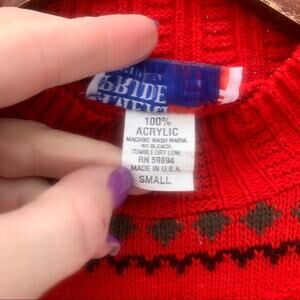 PRIDE
100%
ACRYLIC
MACHINE WASH WARM.
NO BLEACH.
TUMBLE DRY LOW.
RN 59894
MADE IN U.S.A.
SMALL